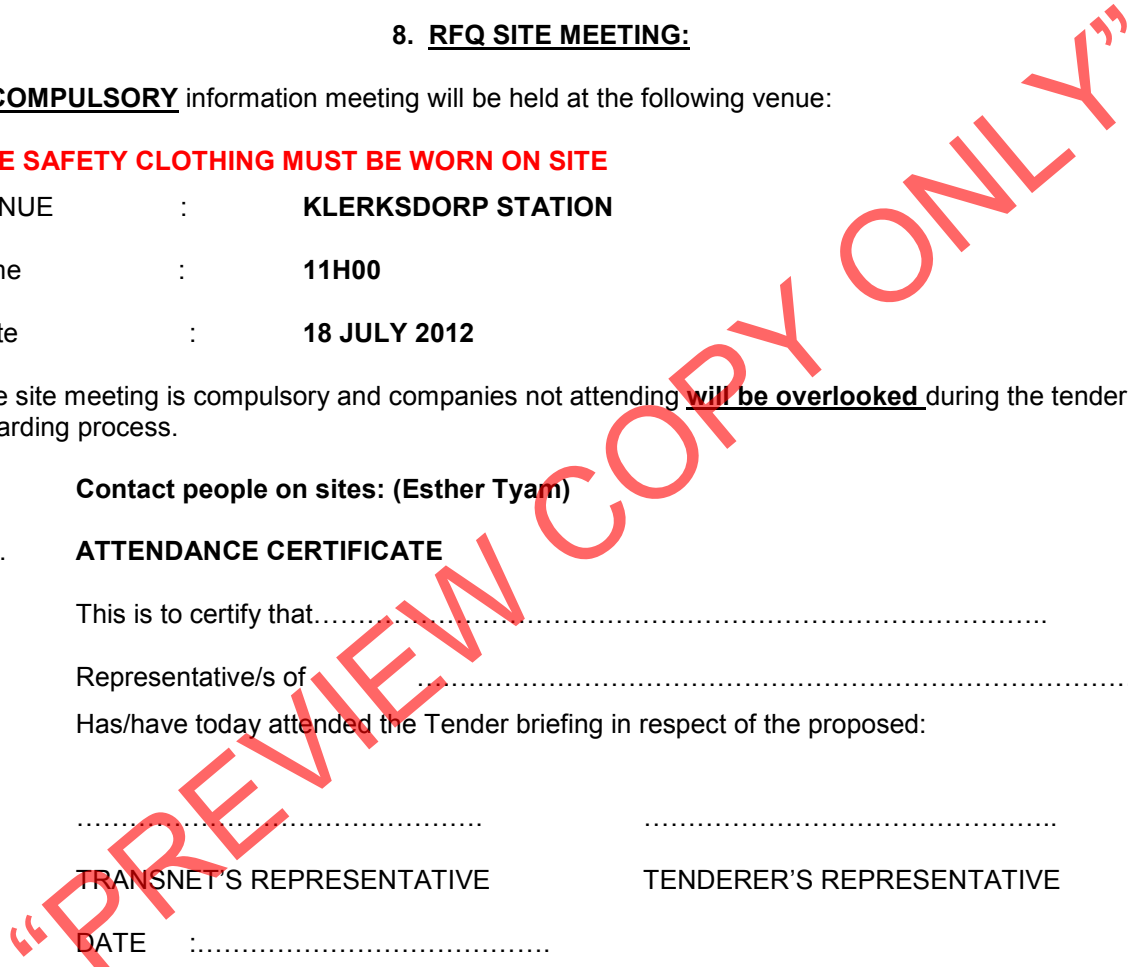 8. RFQ SITE MEETING:
COMPULSORY information meeting will be held at the following venue:
E SAFETY CLOTHING MUST BE WORN ON SITE
NUE : KLERKSDORP STATION
ne : 11H00
te : 18 JULY 2012
e site meeting is compulsory and companies not attending will be overlooked during the tender
arding process.
Contact people on sites: (Esther Tyam)
. ATTENDANCE CERTIFICATE
This is to certify that……………………………………………………………………….
Representative/s of …………………………………………………………………….
Has/have today attended the Tender briefing in respect of the proposed:
………………………………………. ……………………………………….
TRANSNET'S REPRESENTATIVE TENDERER'S REPRESENTATIVE
DATE :…………………………………
“PREVIEW COPY ONLY”